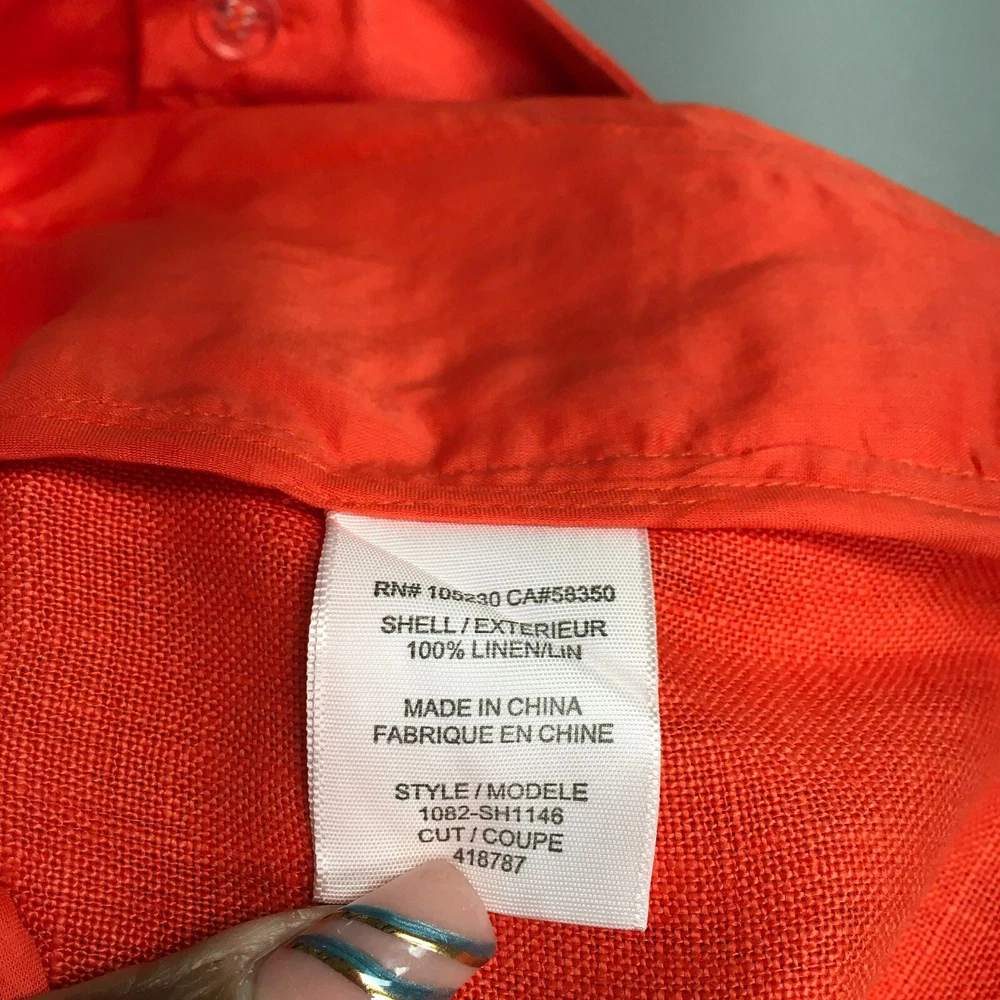 RN# 105230 CA#58350
SHELL / EXTERIEUR
100% LINEN/LIN
MADE IN CHINA
FABRIQUE EN CHINE
STYLE / MODELE
1082-SH1146
CUT / COUPE
418787